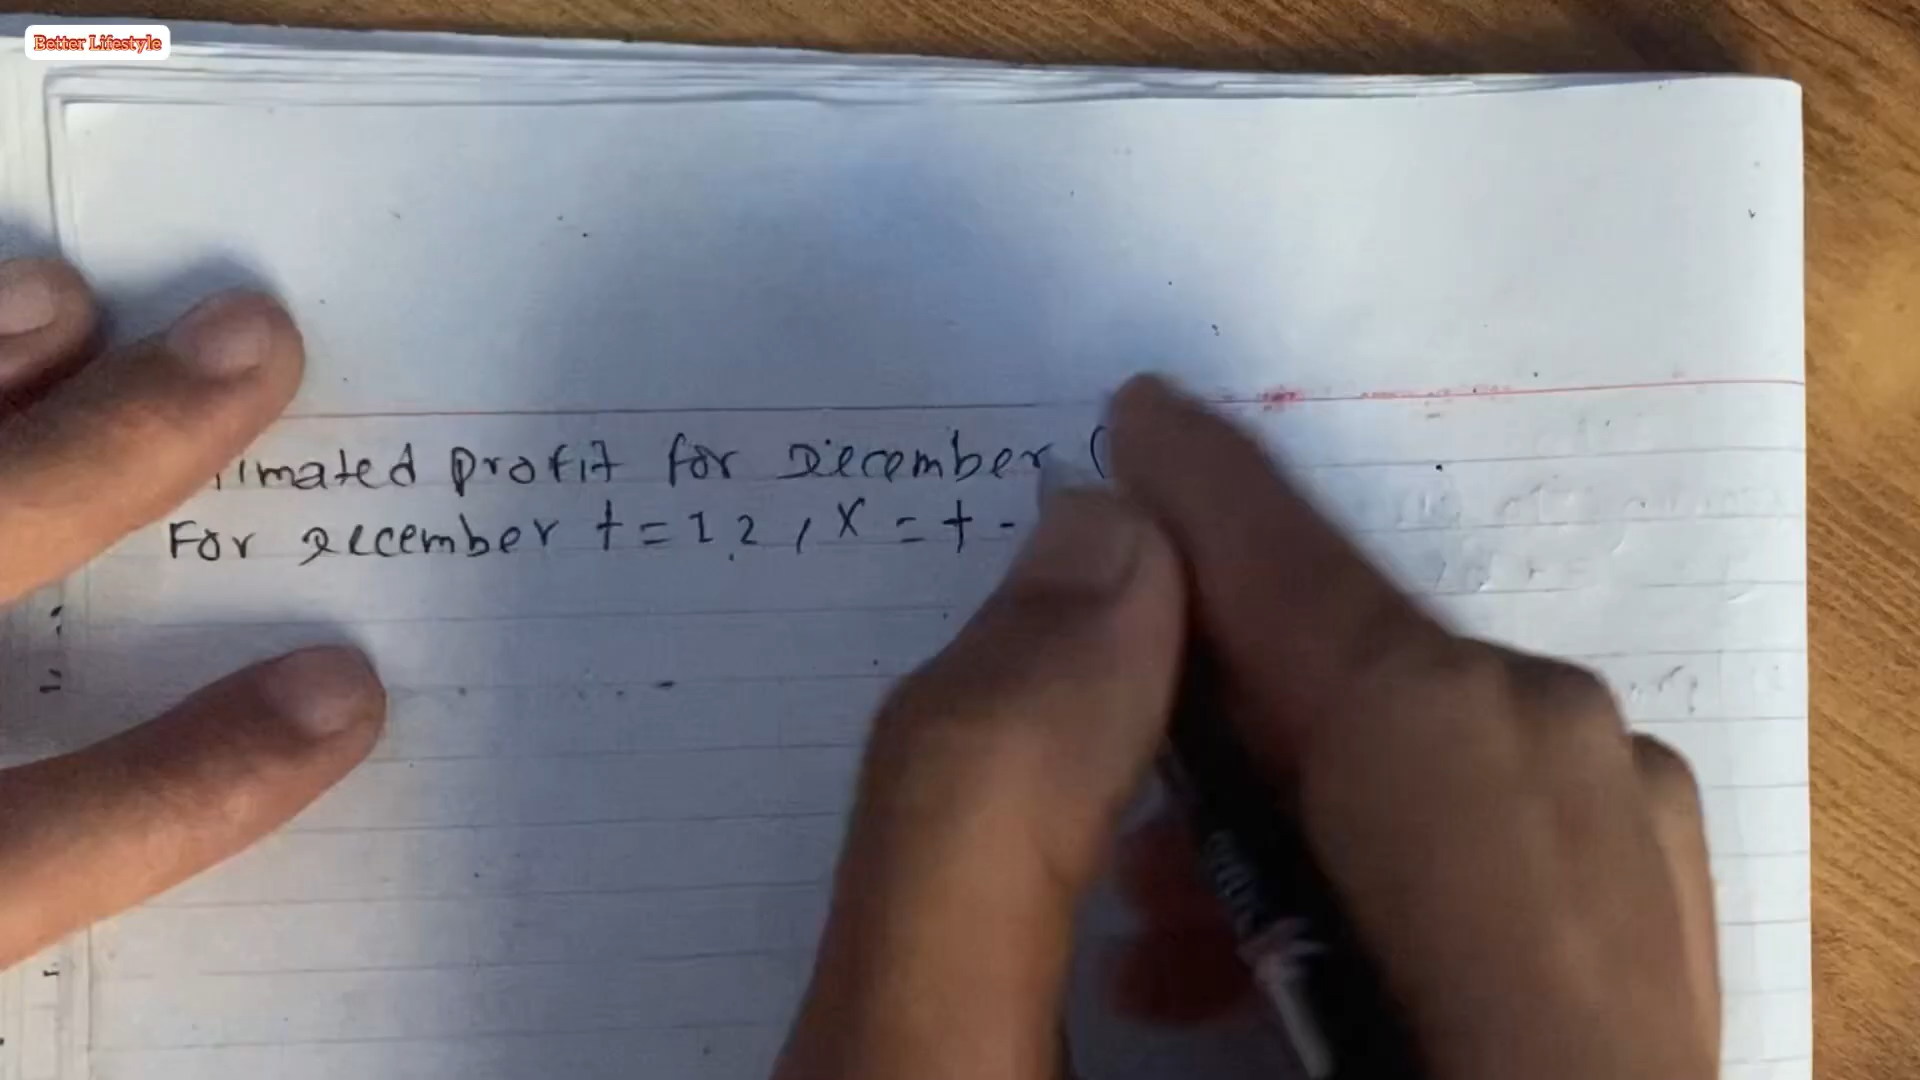 Better Lifestyle
imated profit for December (
For december t = 12, X = t -